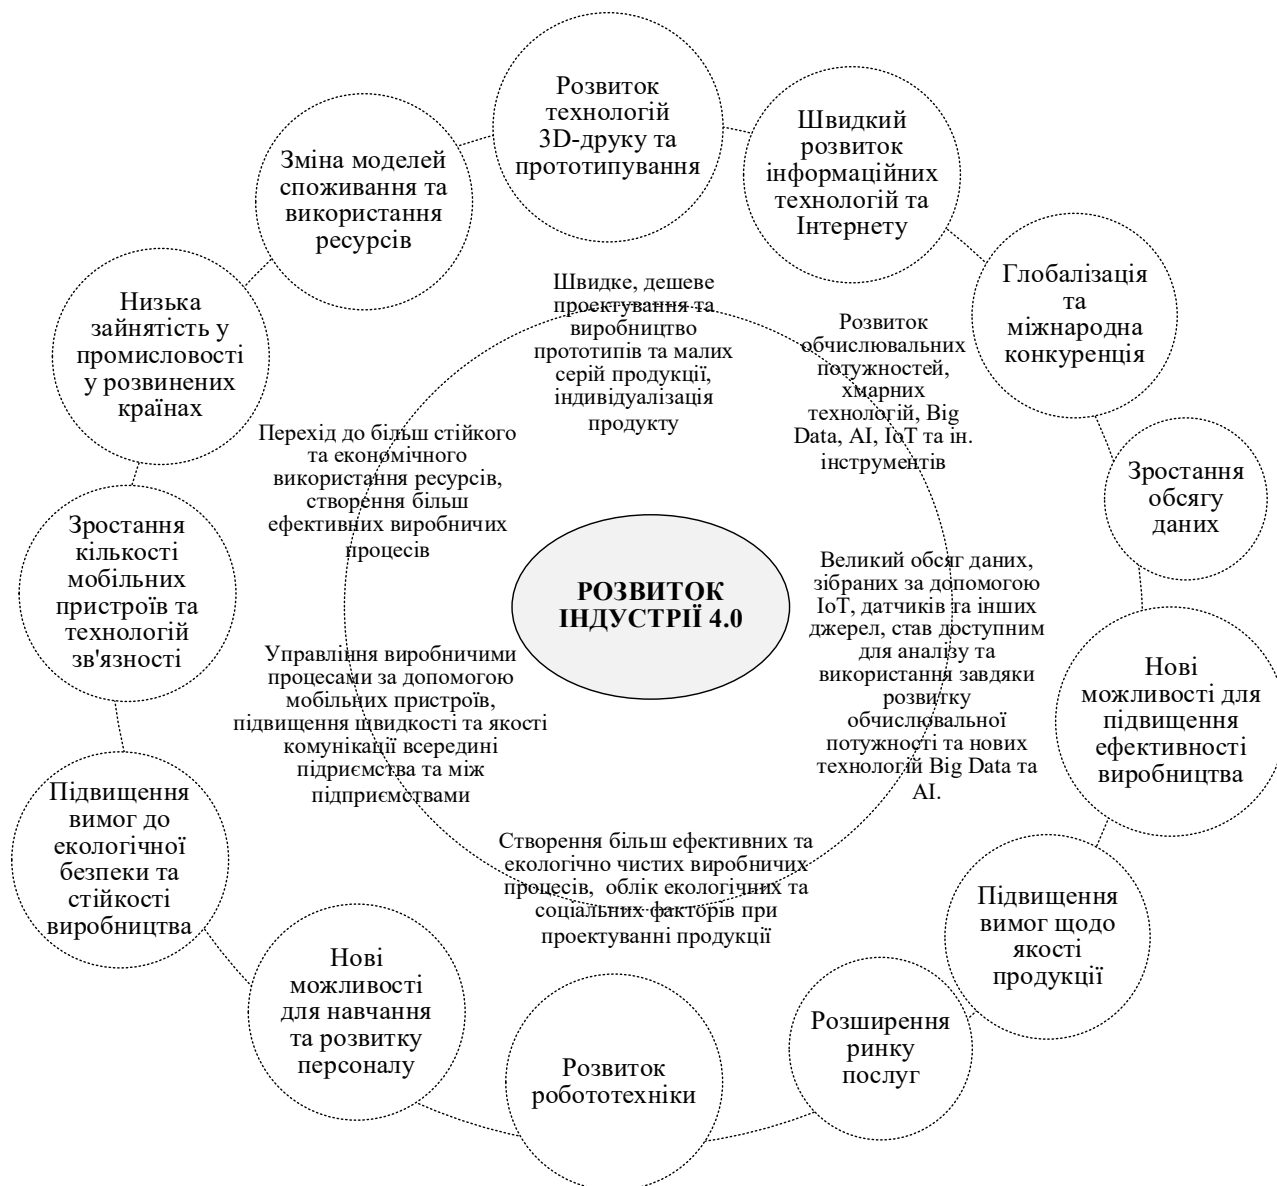 Розвиток
технологій
3D-друку та
прототипування
Швидкий
розвиток
інформаційних
технологій та
Інтернету
Глобалізація
та
міжнародна
конкуренція
Зростання
обсягу
даних
Нові
можливості для
підвищення
ефективності
виробництва
Підвищення
вимог щодо
якості
продукції
Розширення
ринку
послуг
Розвиток
робототехніки
Нові
можливості
для навчання
та розвитку
персоналу
Підвищення
вимог до
екологічної
безпеки та
стійкості
виробництва
Зростання
кількості
мобільних
пристроїв та
технологій
зв'язності
Низька
зайнятість у
промисловості
у розвинених
країнах
Зміна моделей
споживання та
використання
ресурсів
Швидке, дешеве
проектування та
виробництво
прототипів та малих
серій продукції,
індивідуалізація
продукту
Розвиток
обчислювальних
потужностей,
хмарних
технологій, Big
Data, AI, IoT та ін.
інструментів
Великий обсяг даних,
зібраних за допомогою
IoT, датчиків та інших
джерел, став доступним
для аналізу та
використання завдяки
розвитку
обчислювальної
потужності та нових
технологій Big Data та
AI.
Створення більш ефективних та
екологічно чистих виробничих
процесів, облік екологічних та
соціальних факторів при
проектуванні продукції
Управління виробничими
процесами за допомогою
мобільних пристроїв,
підвищення швидкості та якості
комунікації всередині
підриємства та між
підприємствами
Перехід до більш стійкого
та економічного
використання ресурсів,
створення більш
ефективних виробничих
процесів
РОЗВИТОК
ІНДУСТРІЇ 4.0